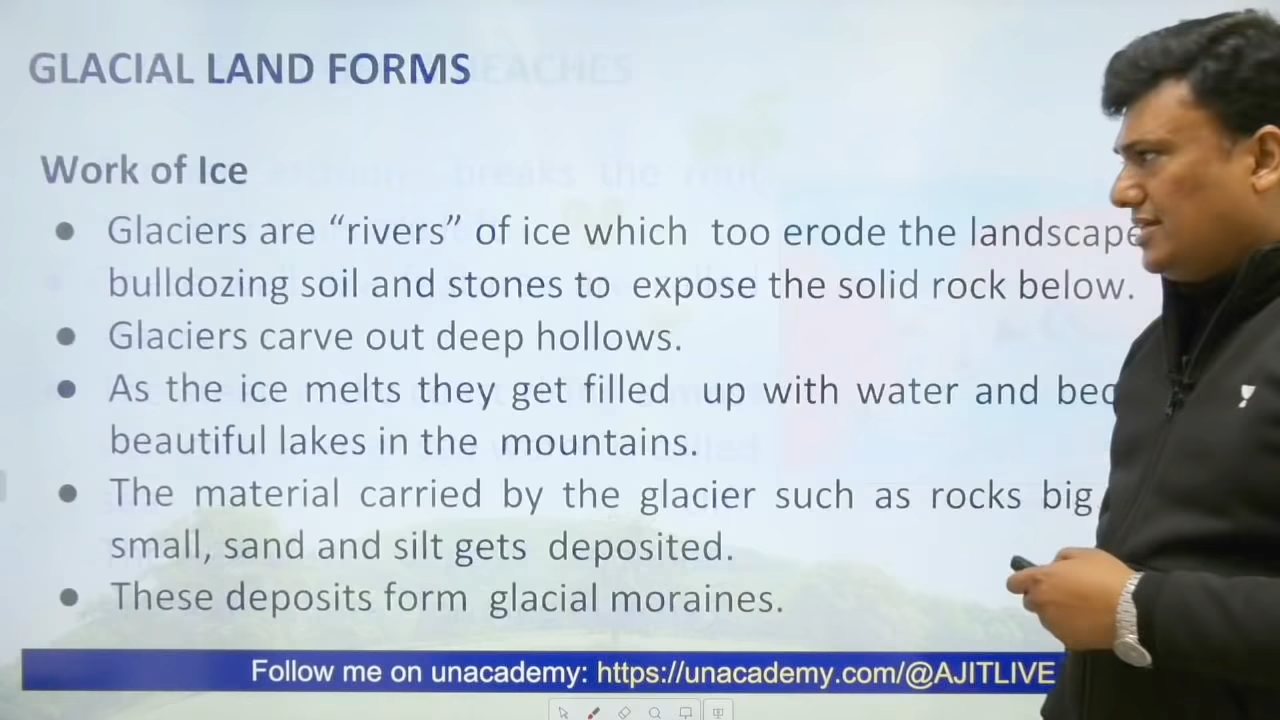 GLACIAL LAND FORMS
Work of Ice
Glaciers are “rivers” of ice which too erode the landscape
bulldozing soil and stones to expose the solid rock below.
Glaciers carve out deep hollows.
As the ice melts they get filled up with water and
beautiful lakes in the mountains.
The material carried by the glacier such as rocks big
small, sand and silt gets deposited.
These deposits form glacial moraines.
Follow me on unacademy: https://unacademy.com/@AJITLIVE